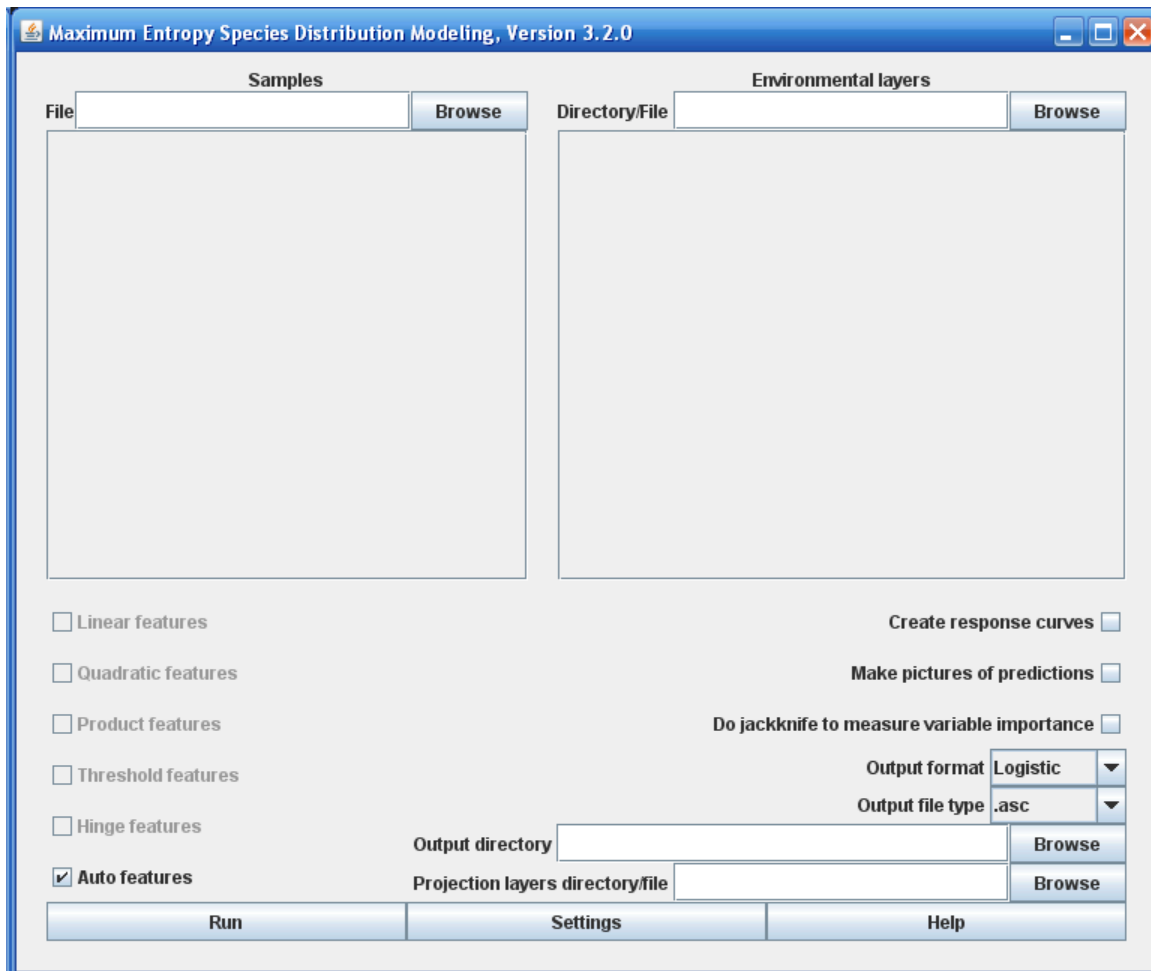 Maximum Entropy Species Distribution Modeling, Version 3.2.0
Samples
File
Browse
Environmental layers
Directory/File
Browse
Linear features
Quadratic features
Product features
Threshold features
Hinge features
Auto features
Create response curves
Make pictures of predictions
Do jackknife to measure variable importance
Output format Logistic
Output file type .asc
Output directory
Browse
Projection layers directory/file
Browse
Run
Settings
Help